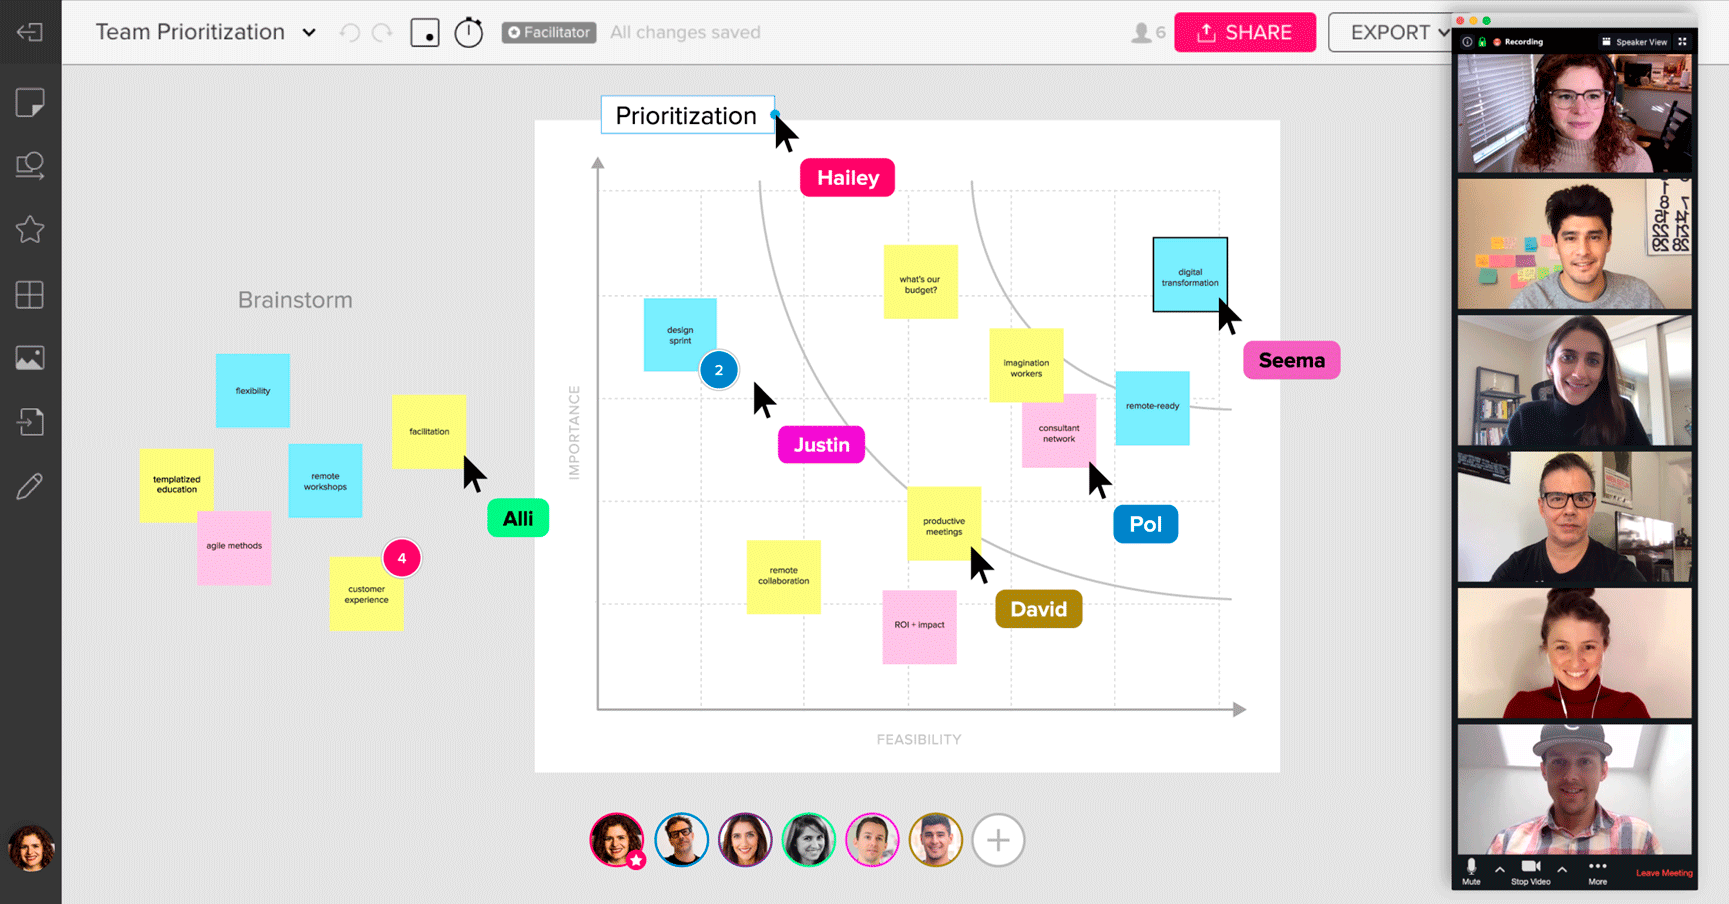 Team Prioritization
Facilitator
All changes saved
6
SHARE
EXPORT
Recording
Speaker View
Prioritization
Hailey
digital
transformation
what's our
budget?
Seema
Brainstorm
design
sprint
2
imagination
workers
remote-ready
flexibility
IMPORTANCE
Justin
consultant
network
facilitation
templatized
education
remote
workshops
Alli
Pol
productive
meetings
agile methods
4
customer
experience
remote
collaboration
David
ROI + impact
FEASIBILITY
Mute
Stop Video
More
Leave Meeting